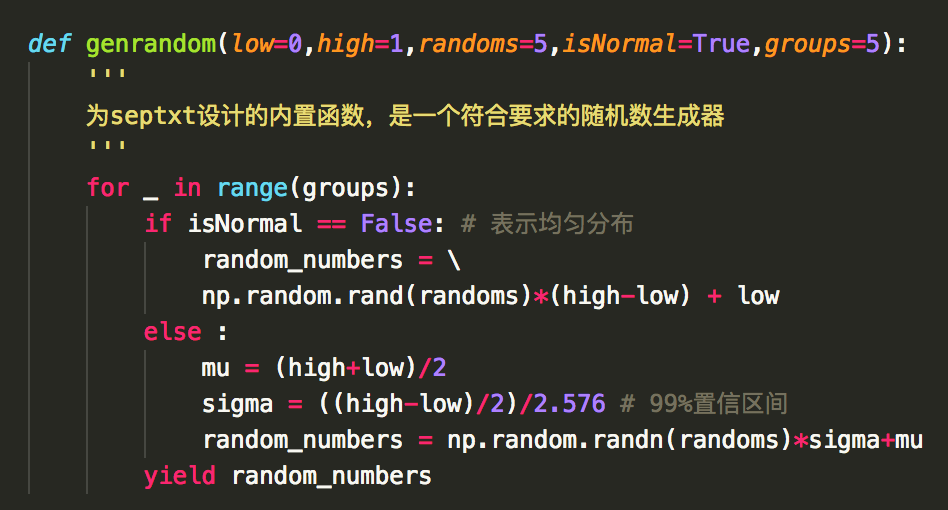 def genrandom(low=0,high=1,randoms=5,isNormal=True,groups=5):
'''
为septxt设计的内置函数，是一个符合要求的随机数生成器
'''
for _ in range(groups):
if isNormal == False: # 表示均匀分布
random_numbers = \
np.random.rand(randoms)*(high-low) + low
else :
mu = (high+low)/2
sigma = ((high-low)/2)/2.576 # 99%置信区间
random_numbers = np.random.randn(randoms)*sigma+mu
yield random_numbers